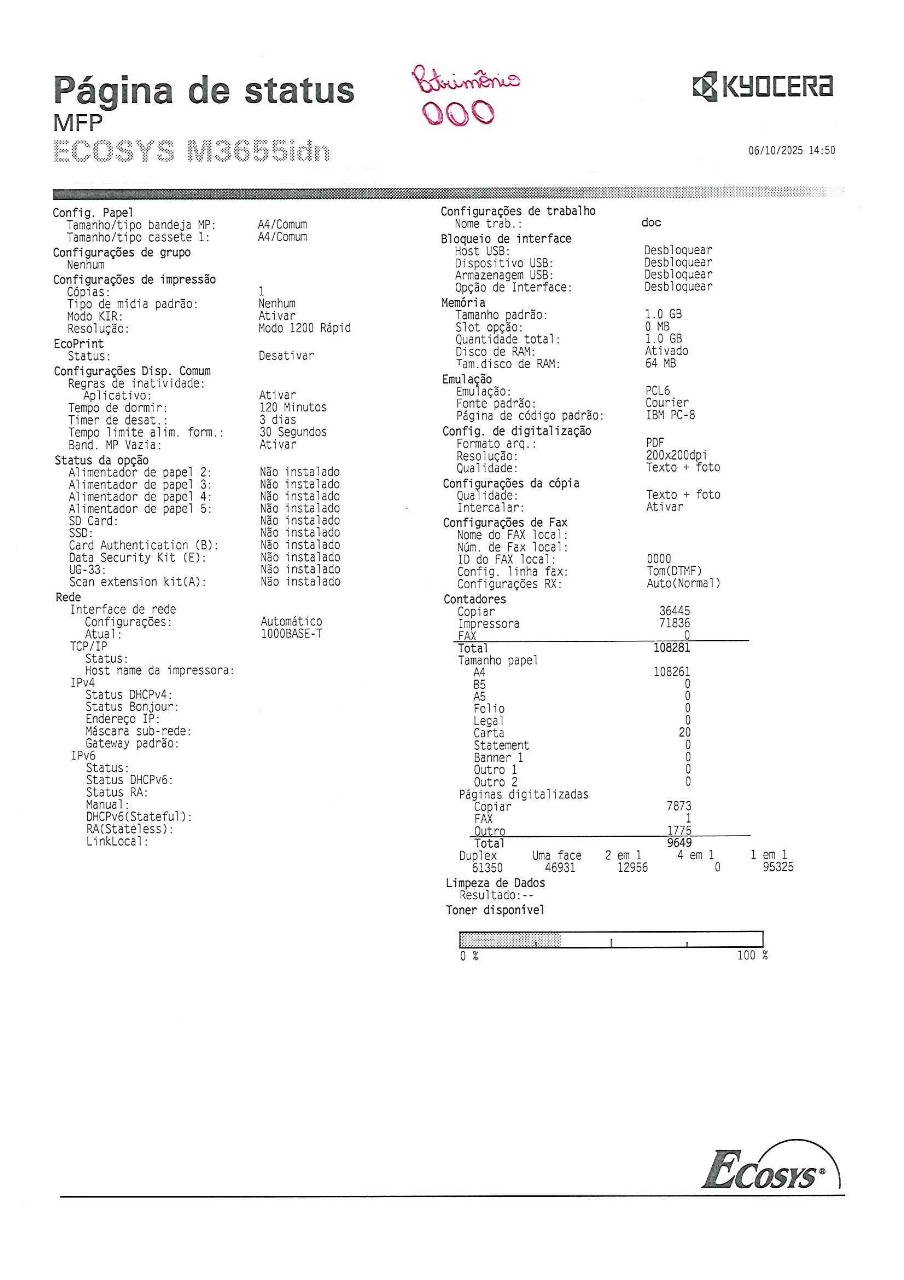 Página de status
MFP
ECOSYS M3655idn
Patrimônio
000
KYOCERA
06/10/2025 14:50
Config. Papel
Tamanho/tipo bandeja MP: A4/Comum
Tamanho/tipo cassete 1: A4/Comum
Configurações de grupo
Nenhum
Configurações de impressão
Cópias: 1
Tipo de mídia padrão: Nenhum
Modo KIR: Ativar
Resolução: Modo 1200 Rápid
EcoPrint
Status: Desativar
Configurações Disp. Comum
Regras de inatividade:
Aplicativo: Ativar
Tempo de dormir: 120 Minutos
Timer de desat.: 3 dias
Tempo limite alim. form.: 30 Segundos
Band. MP Vazia: Ativar
Status da opção
Alimentador de papel 2: Não instalado
Alimentador de papel 3: Não instalado
Alimentador de papel 4: Não instalado
Alimentador de papel 5: Não instalado
SD Card: Não instalado
SSD: Não instalado
Card Authentication (B): Não instalado
Data Security Kit (E): Não instalado
UG-33: Não instalado
Scan extension kit(A): Não instalado
Rede
Interface de rede
Configurações: Automático
Atual: 1000BASE-T
TCP/IP
Status:
Host name da impressora:
IPv4
Status DHCPv4:
Status Bonjour:
Endereço IP:
Máscara sub-rede:
Gateway padrão:
IPv6
Status:
Status DHCPv6:
Status RA:
Manual:
DHCPv6(Stateful):
RA(Stateless):
LinkLocal:
Configurações de trabalho
Nome trab.: doc
Bloqueio de interface
Host USB: Desbloquear
Dispositivo USB: Desbloquear
Armazenagem USB: Desbloquear
Opção de Interface: Desbloquear
Memória
Tamanho padrão: 1.0 GB
Slot opção: 0 MB
Quantidade total: 1.0 GB
Disco de RAM: Ativado
Tam.disco de RAM: 64 MB
Emulação
Emulação: PCL6
Fonte padrão: Courier
Página de código padrão: IBM PC-8
Config. de digitalização
Formato arq.: PDF
Resolução: 200x200dpi
Qualidade: Texto + foto
Configurações da cópia
Qualidade: Texto + foto
Intercalar: Ativar
Configurações de Fax
Nome do FAX local:
Núm. de Fax local:
ID do FAX local: 0000
Config. linha fax: Tom(DTMF)
Configurações RX: Auto(Normal)
Contadores
Copiar 36445
Impressora 71836
FAX 0
Total 108281
Tamanho papel
A4 108261
B5 0
A5 0
Folio 0
Legal 0
Carta 20
Statement 0
Banner 1 0
Outro 1 0
Outro 2 0
Páginas digitalizadas
Copiar 7873
FAX 1
Outro 1775
Total 9649
Duplex Uma face 2 em 1 4 em 1 1 em 1
61350 46931 12956 0 95325
Limpeza de Dados
Resultado:--
Toner disponível
0 % 100 %
ECOSYS®